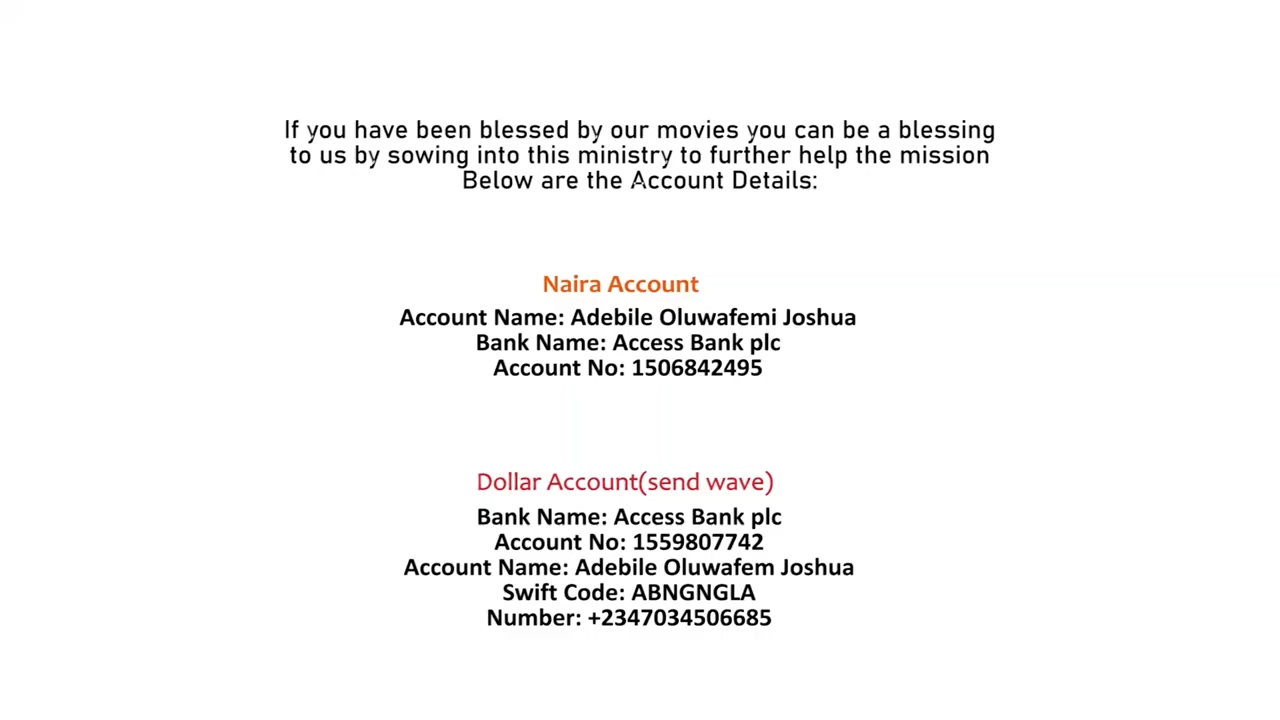 If you have been blessed by our movies you can be a blessing
to us by sowing into this ministry to further help the mission
Below are the Account Details:
Naira Account
Account Name: Adebile Oluwafemi Joshua
Bank Name: Access Bank plc
Account No: 1506842495
Dollar Account(send wave)
Bank Name: Access Bank plc
Account No: 1559807742
Account Name: Adebile Oluwafem Joshua
Swift Code: ABNGNGLA
Number: +2347034506685